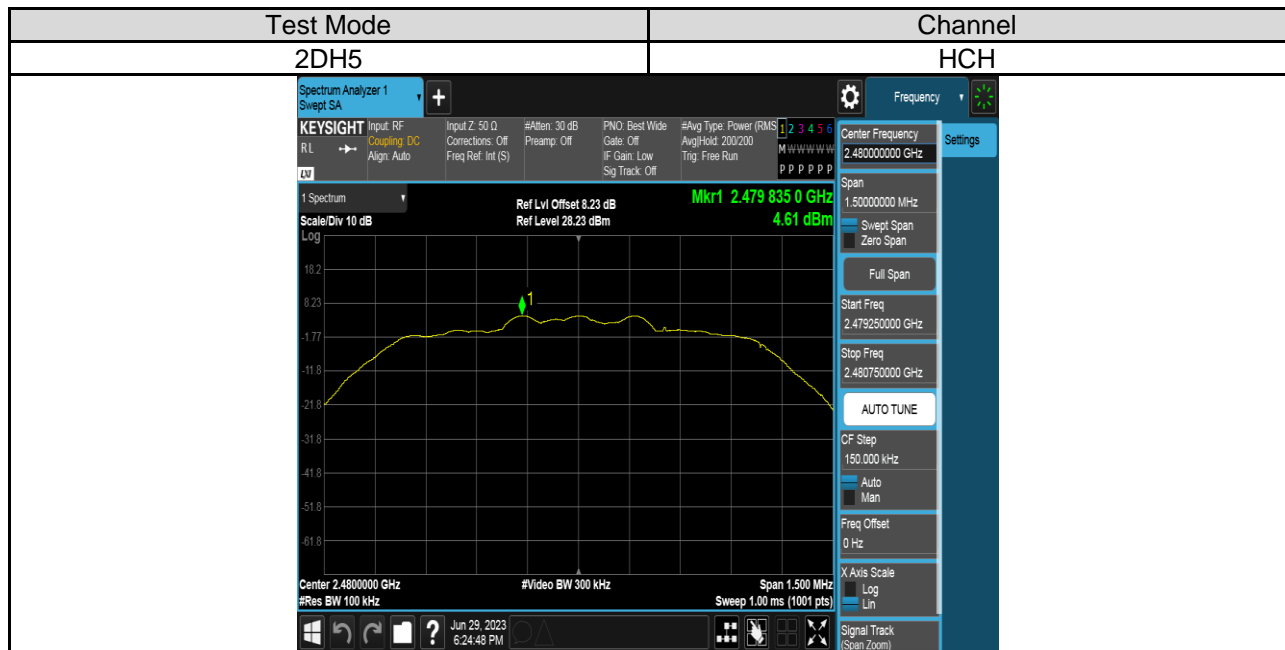 Test Mode Channel
2DH5 HCH
Spectrum Analyzer 1
Swept SA
+
Frequency
KEYSIGHT
RL
LXI
Input: RF
Coupling: DC
Align: Auto
Input Z: 50 Ω
Corrections: Off
Freq Ref: Int (S)
#Atten: 30 dB
Preamp: Off
PNO: Best Wide
Gate: Off
IF Gain: Low
Sig Track: Off
#Avg Type: Power (RMS
Avg|Hold: 200/200
Trig: Free Run
1 2 3 4 5 6
M W W W W W
P P P P P P
1 Spectrum
Scale/Div 10 dB
Ref Lvl Offset 8.23 dB
Ref Level 28.23 dBm
Mkr1 2.479 835 0 GHz
4.61 dBm
Log
18.2
8.23
-1.77
-11.8
-21.8
-31.8
-41.8
-51.8
-61.8
1
Center 2.4800000 GHz
#Res BW 100 kHz
#Video BW 300 kHz
Span 1.500 MHz
Sweep 1.00 ms (1001 pts)
?
Jun 29, 2023
6:24:48 PM
Center Frequency
2.480000000 GHz
Settings
Span
1.50000000 MHz
Swept Span
Zero Span
Full Span
Start Freq
2.479250000 GHz
Stop Freq
2.480750000 GHz
AUTO TUNE
CF Step
150.000 kHz
Auto
Man
Freq Offset
0 Hz
X Axis Scale
Log
Lin
Signal Track
(Span Zoom)